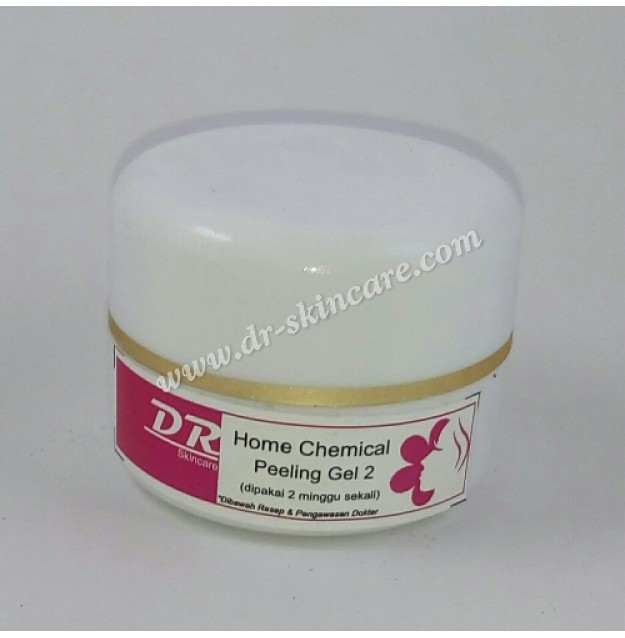 www.dr-skincare.com
DR
Skincare
Home Chemical
Peeling Gel 2
(dipakai 2 minggu sekali)
*Dibawah Resep & Pengawasan Dokter